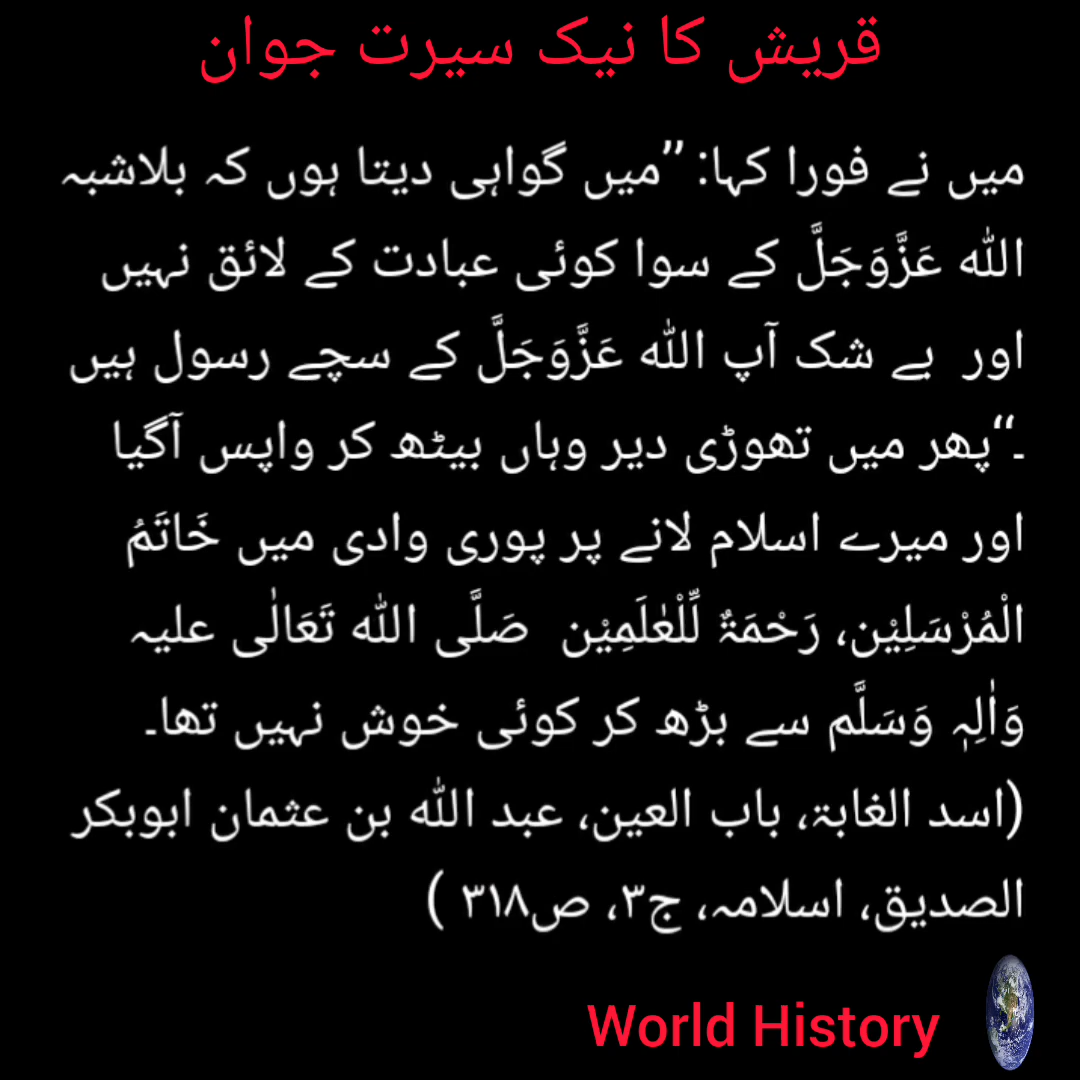 قریش کا نیک سیرت جوان
میں نے فورا کہا: ’’میں گواہی دیتا ہوں کہ بلاشبہ
اللہ عَزَّوَجَلَّ کے سوا کوئی عبادت کے لائق نہیں
اور بے شک آپ اللہ عَزَّوَجَلَّ کے سچے رسول ہیں
۔‘‘پھر میں تھوڑی دیر وہاں بیٹھ کر واپس آگیا
اور میرے اسلام لانے پر پوری وادی میں خَاتَمُ
الْمُرْسَلِیْن، رَحْمَۃٌ لِّلْعٰلَمِیْن صَلَّی اللہ تَعَالٰی علیہ
وَاٰلِہٖ وَسَلَّم سے بڑھ کر کوئی خوش نہیں تھا۔
(اسد الغابۃ، باب العین، عبد اللہ بن عثمان ابوبکر
الصدیق، اسلامہ، ج۳، ص۳۱۸ )
World History